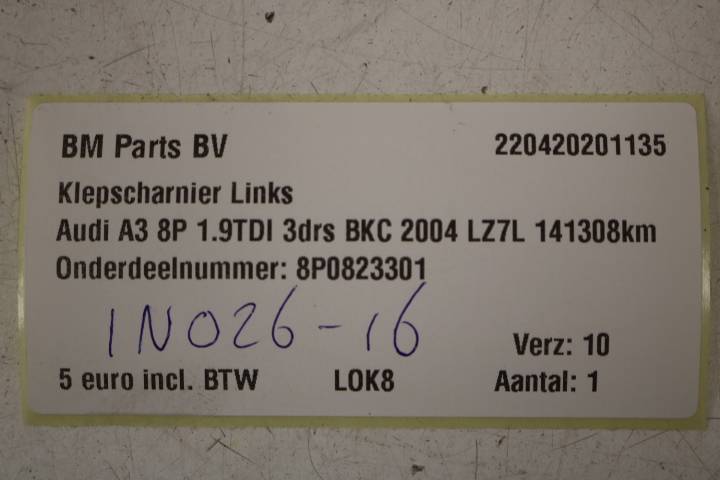 BM Parts BV 220420201135
Klepscharnier Links
Audi A3 8P 1.9TDI 3drs BKC 2004 LZ7L 141308km
Onderdeelnummer: 8P0823301
INO26-16
Verz: 10
5 euro incl. BTW LOK8 Aantal: 1